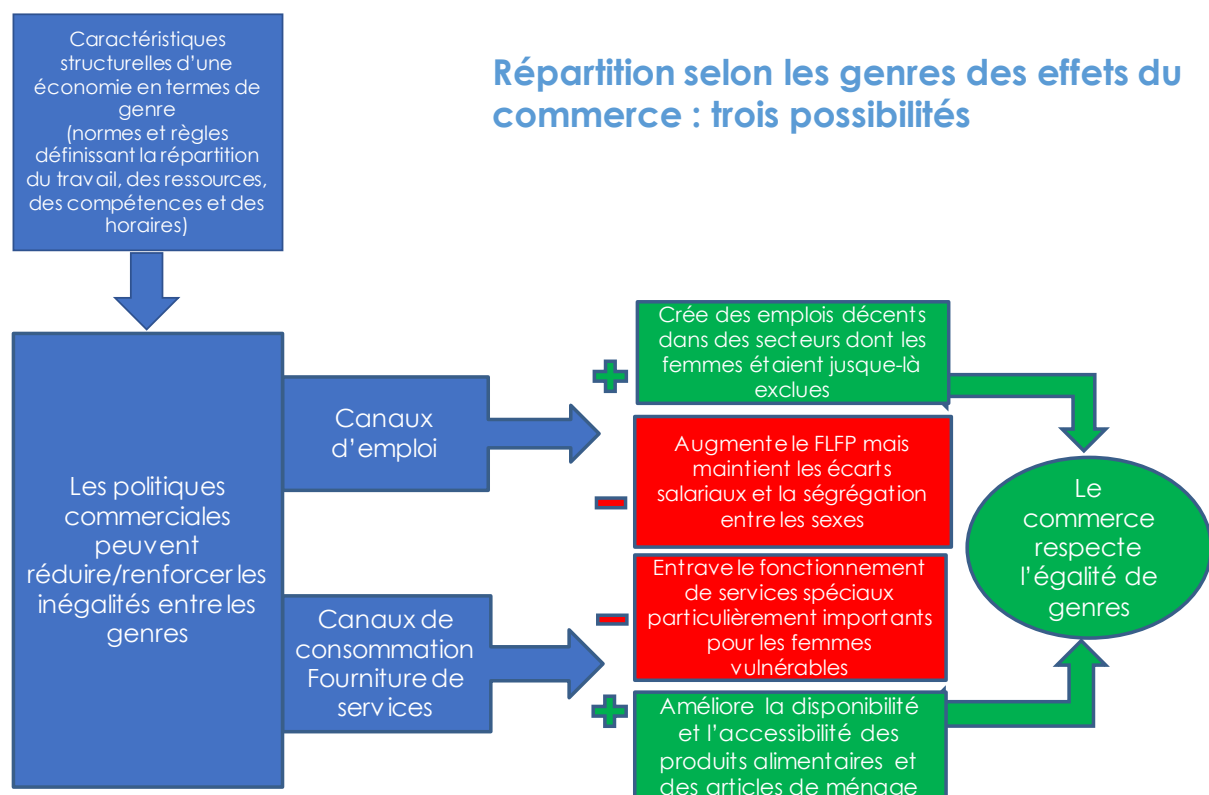 Caractéristiques
structurelles d'une
économie en termes de
genre
(normes et règles
définissant la répartition
du travail, des ressources,
des compétences et des
horaires)
Répartition selon les genres des effets du
commerce : trois possibilités
Les politiques
commerciales
peuvent
réduire/renforcer les
inégalités entre les
genres
Canaux
d'emploi
Canaux de
consommation
Fourniture de
services
Crée des emplois décents
dans des secteurs dont les
femmes étaient jusque-là
exclues
Augmente le FLFP mais
maintient les écarts
salariaux et la ségrégation
entre les sexes
Entrave le fonctionnement
de services spéciaux
particulièrement importants
pour les femmes
vulnérables
Améliore la disponibilité
et l'accessibilité des
produits alimentaires et
des articles de ménage
Le
commerce
respecte
l'égalité de
genres